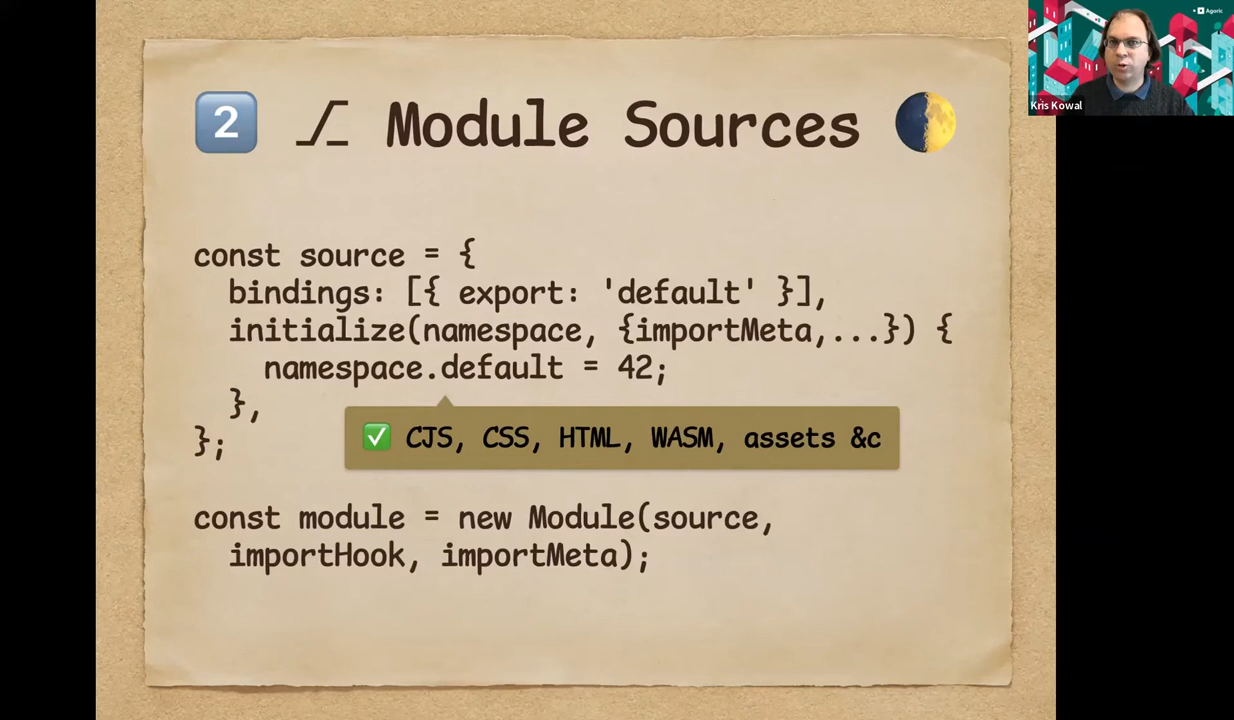 2 Module Sources
const source = {
bindings: [{ export: 'default' }],
initialize(namespace, {importMeta,...}) {
namespace.default = 42;
},
};
CJS, CSS, HTML, WASM, assets &c
const module = new Module(source,
importHook, importMeta);
Agoric
Kris Kowal